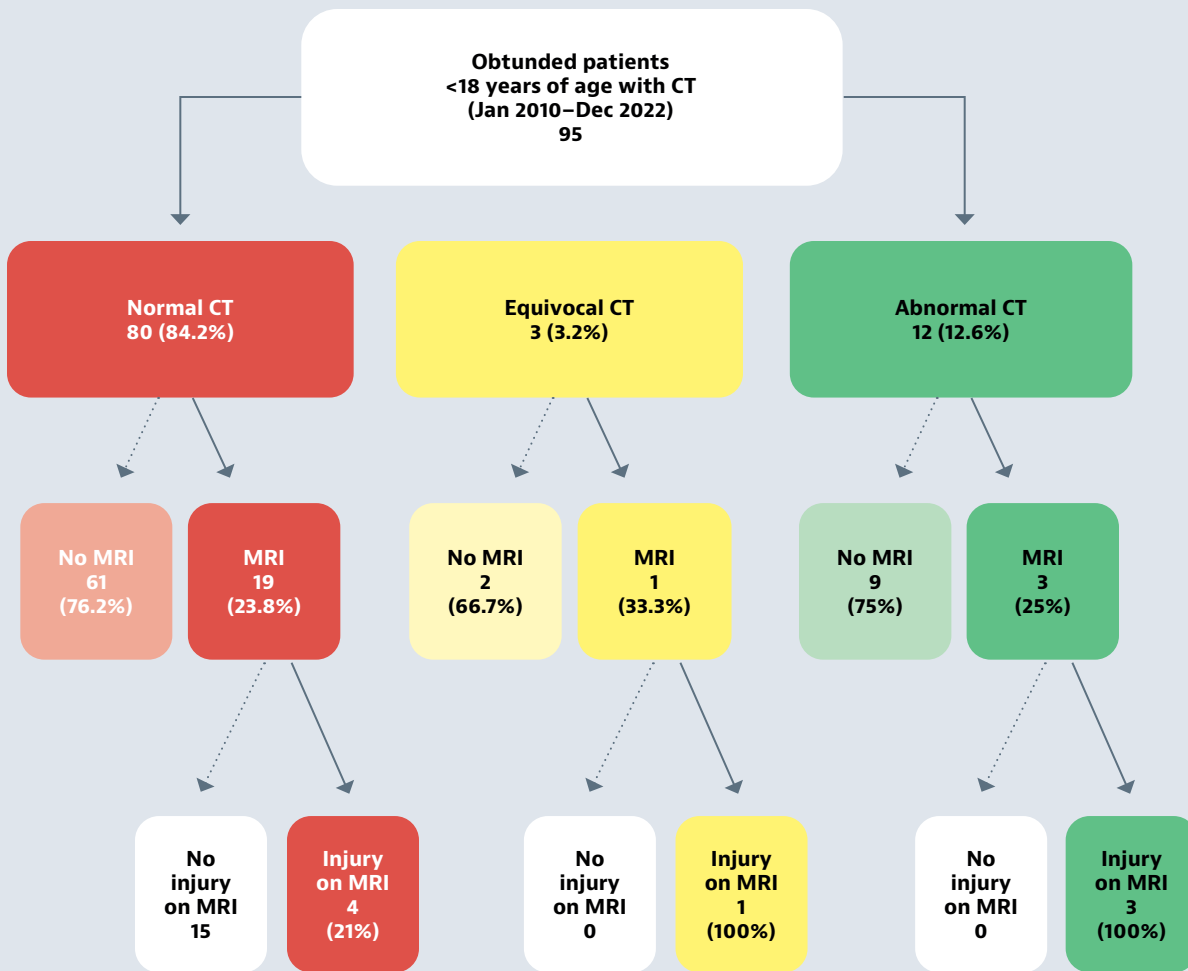 Obtunded patients
<18 years of age with CT
(Jan 2010–Dec 2022)
95
Normal CT
80 (84.2%)
Equivocal CT
3 (3.2%)
Abnormal CT
12 (12.6%)
No MRI
61
(76.2%)
MRI
19
(23.8%)
No MRI
2
(66.7%)
MRI
1
(33.3%)
No MRI
9
(75%)
MRI
3
(25%)
No
injury
on MRI
15
Injury
on MRI
4
(21%)
No
injury
on MRI
0
Injury
on MRI
1
(100%)
No
injury
on MRI
0
Injury
on MRI
3
(100%)